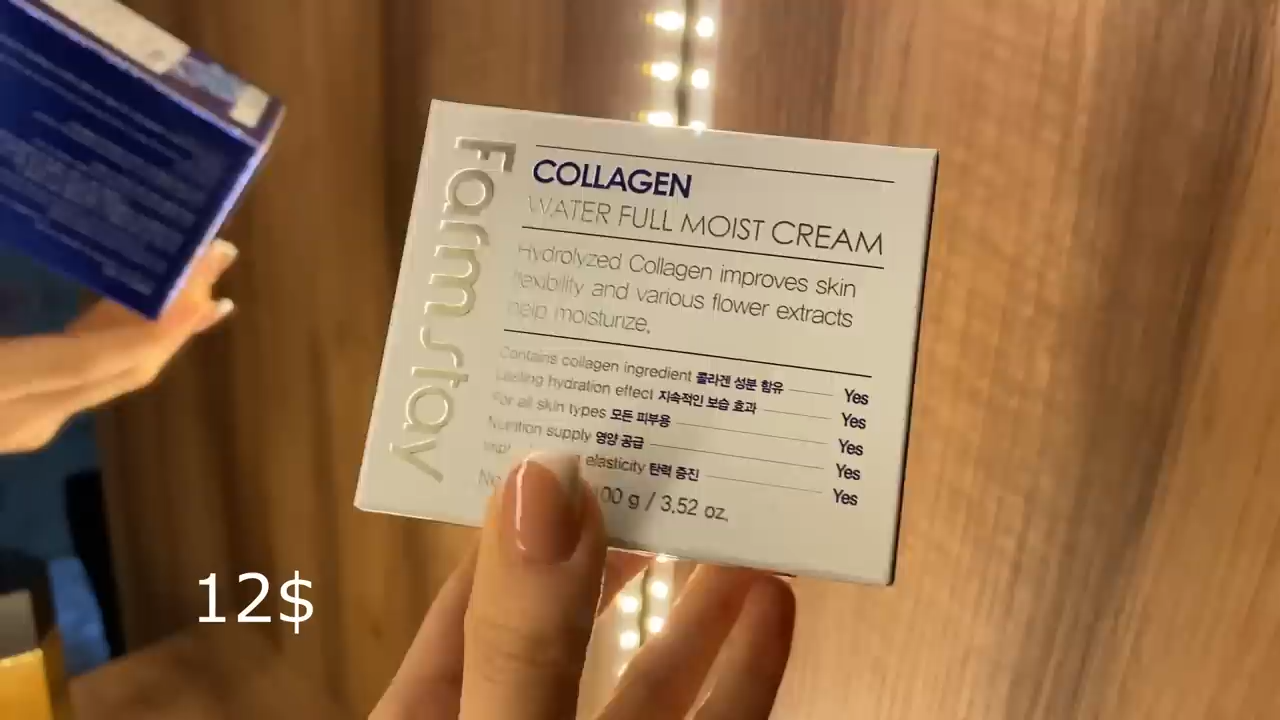 Farm stay
COLLAGEN
WATER FULL MOIST CREAM
Hydrolyzed Collagen improves skin
flexibility and various flower extracts
help moisturize.
Contains collagen ingredient 콜라겐 성분 함유 Yes
Lasting hydration effect 지속적인 보습 효과 Yes
For all skin types 모든 피부용 Yes
Nutrition supply 영양 공급 Yes
elasticity 탄력 증진 Yes
100 g / 3.52 oz.
12$